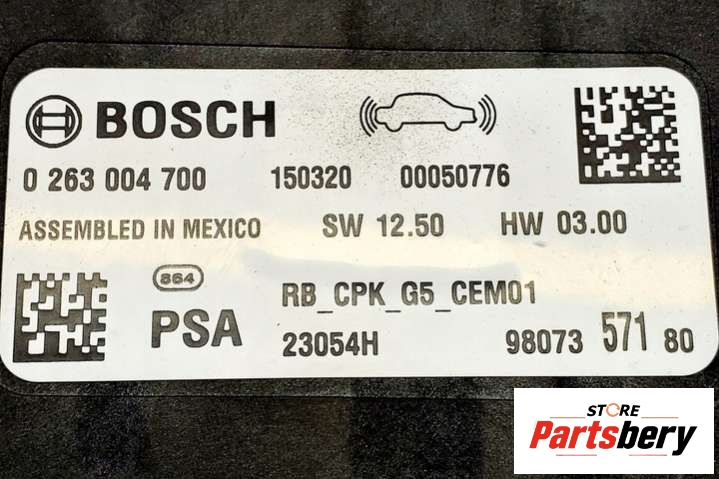 BOSCH
0 263 004 700 150320 00050776
ASSEMBLED IN MEXICO SW 12.50 HW 03.00
864 RB_CPK_G5_CEM01
PSA 23054H 98073 571 80
STORE
Partsbery